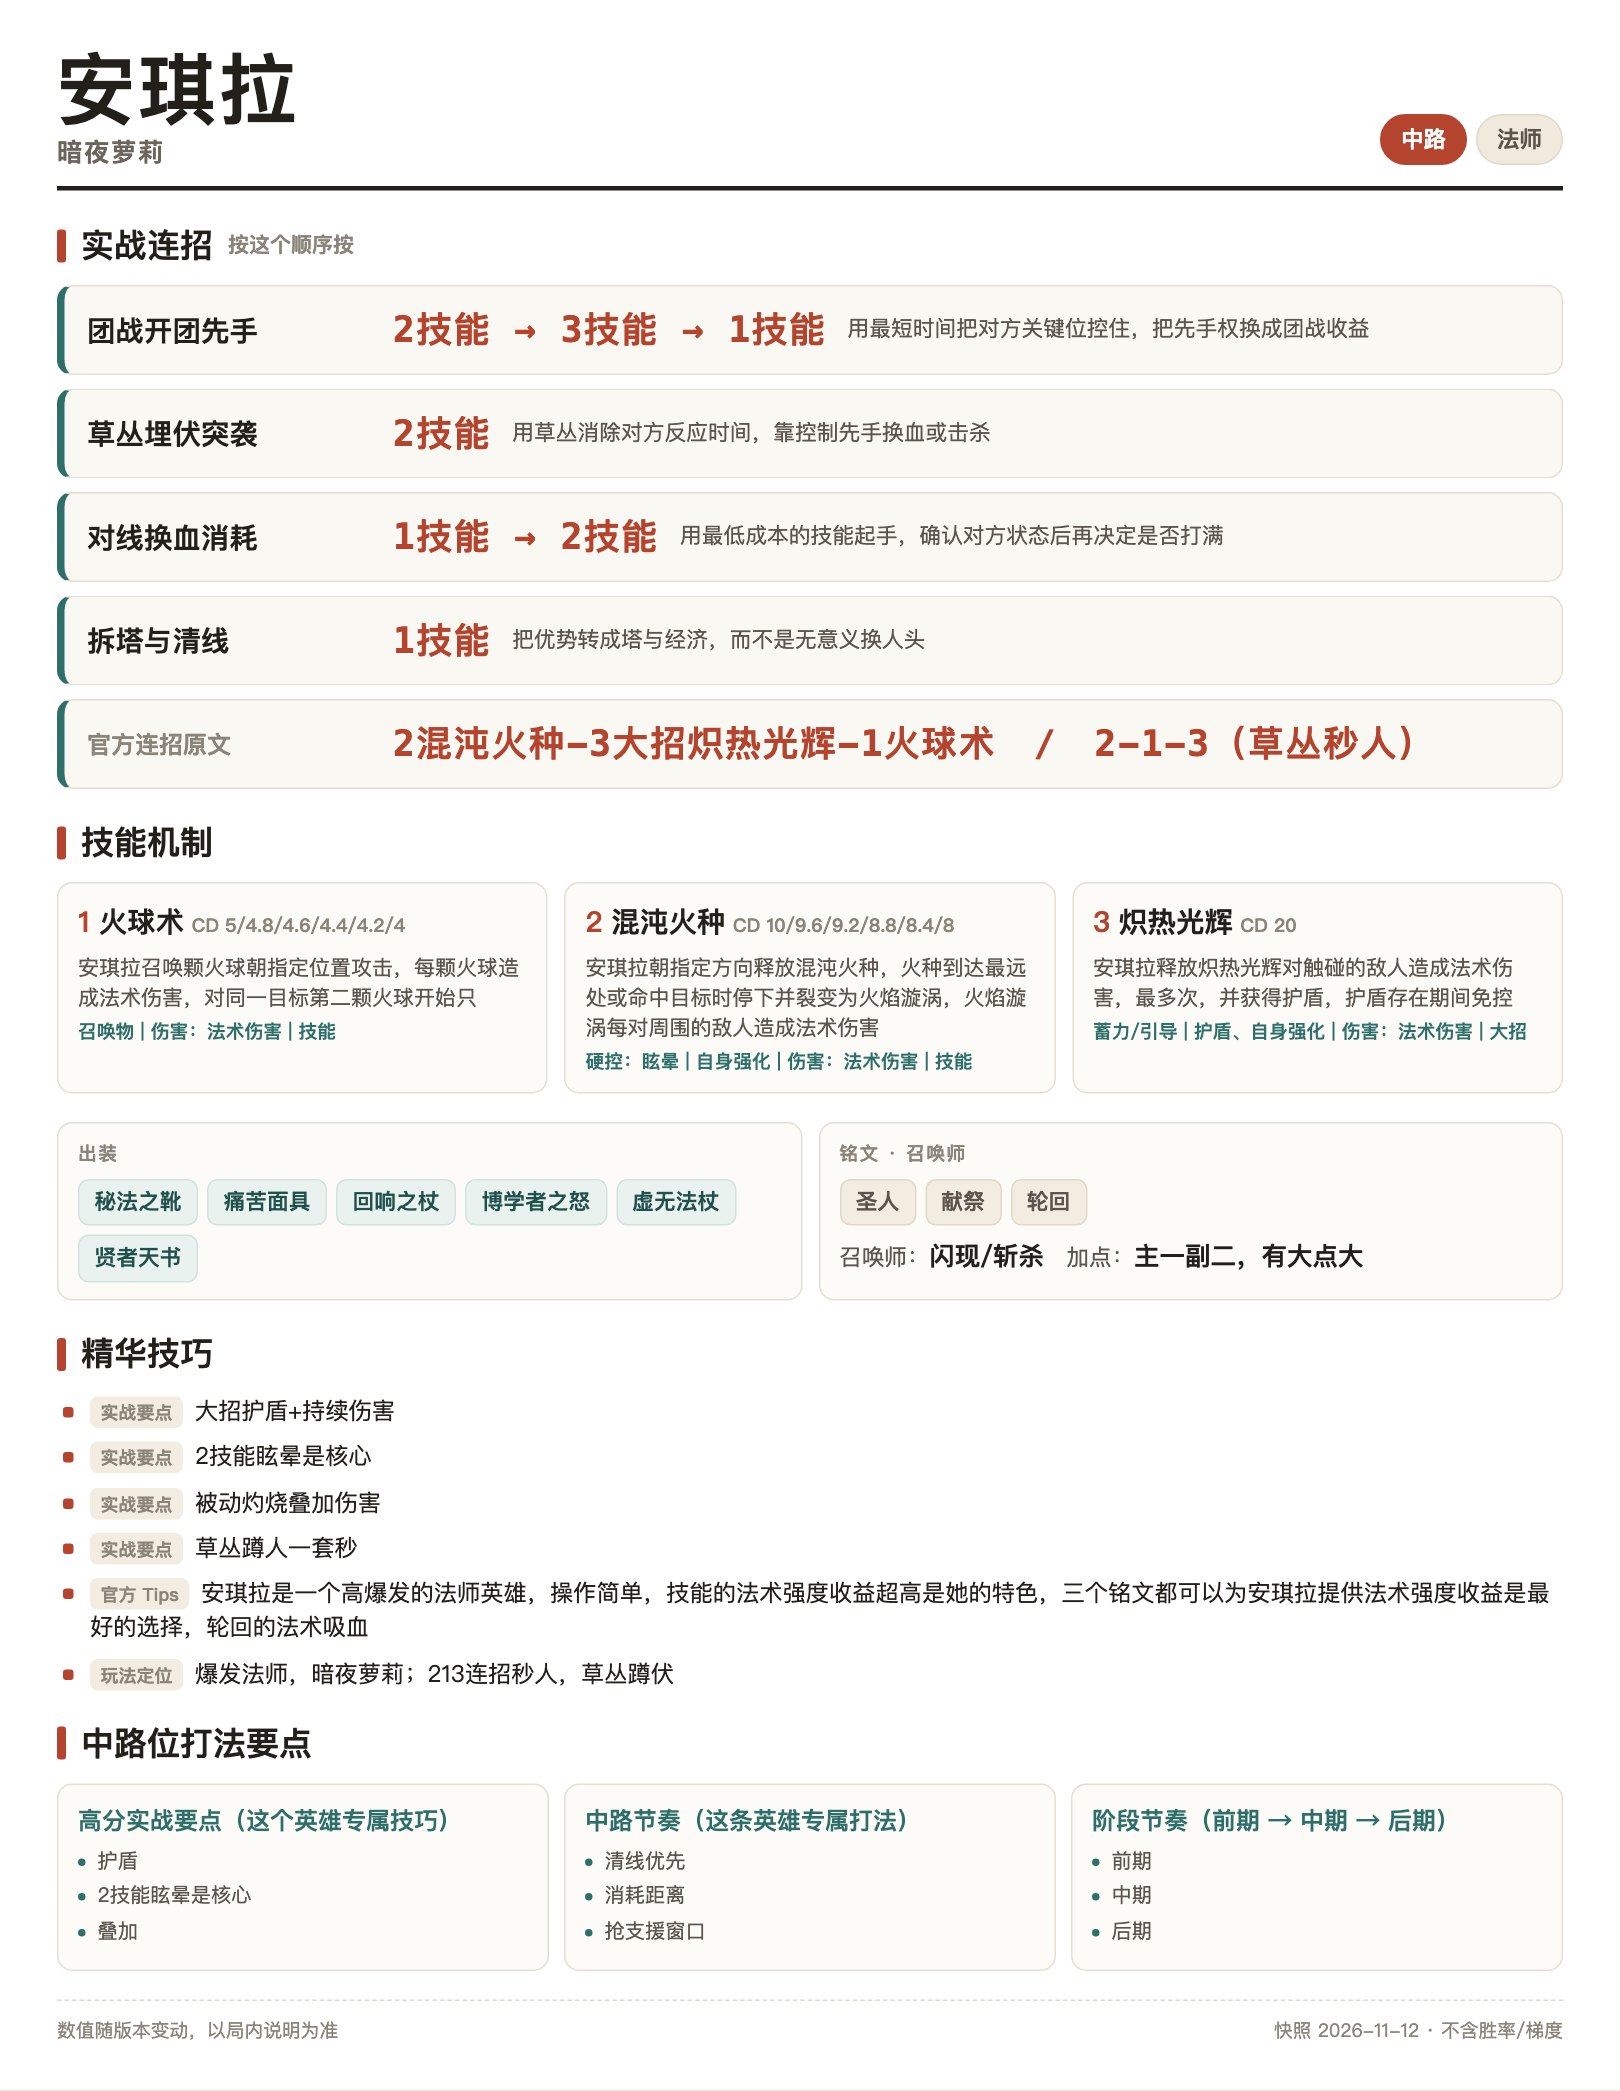 安琪拉
暗夜萝莉
中路 法师
实战连招 按这个顺序按
团战开团先手 2技能 → 3技能 → 1技能 用最短时间把对方关键位控住，把先手权换成团战收益
草丛埋伏突袭 2技能 用草丛消除对方反应时间，靠控制先手换血或击杀
对线换血消耗 1技能 → 2技能 用最低成本的技能起手，确认对方状态后再决定是否打满
拆塔与清线 1技能 把优势转成塔与经济，而不是无意义换人头
官方连招原文 2混沌火种-3大招炽热光辉-1火球术 / 2-1-3（草丛秒人）
技能机制
1 火球术 CD 5/4.8/4.6/4.4/4.2/4
安琪拉召唤颗火球朝指定位置攻击，每颗火球造
成法术伤害，对同一目标第二颗火球开始只
召唤物 | 伤害：法术伤害 | 技能
2 混沌火种 CD 10/9.6/9.2/8.8/8.4/8
安琪拉朝指定方向释放混沌火种，火种到达最远
处或命中目标时停下并裂变为火焰漩涡，火焰漩
涡每对周围的敌人造成法术伤害
硬控：眩晕 | 自身强化 | 伤害：法术伤害 | 技能
3 炽热光辉 CD 20
安琪拉释放炽热光辉对触碰的敌人造成法术伤
害，最多次，并获得护盾，护盾存在期间免控
蓄力/引导 | 护盾、自身强化 | 伤害：法术伤害 | 大招
出装
秘法之靴 痛苦面具 回响之杖 博学者之怒 虚无法杖
贤者天书
铭文 · 召唤师
圣人 献祭 轮回
召唤师：闪现/斩杀 加点：主一副二，有大点大
精华技巧
实战要点 大招护盾+持续伤害
实战要点 2技能眩晕是核心
实战要点 被动灼烧叠加伤害
实战要点 草丛蹲人一套秒
官方 Tips 安琪拉是一个高爆发的法师英雄，操作简单，技能的法术强度收益超高是她的特色，三个铭文都可以为安琪拉提供法术强度收益是最
好的选择，轮回的法术吸血
玩法定位 爆发法师，暗夜萝莉；213连招秒人，草丛蹲伏
中路位打法要点
高分实战要点（这个英雄专属技巧）
护盾
2技能眩晕是核心
叠加
中路节奏（这条英雄专属打法）
清线优先
消耗距离
抢支援窗口
阶段节奏（前期 → 中期 → 后期）
前期
中期
后期
数值随版本变动，以局内说明为准
快照 2026-11-12 · 不含胜率/梯度